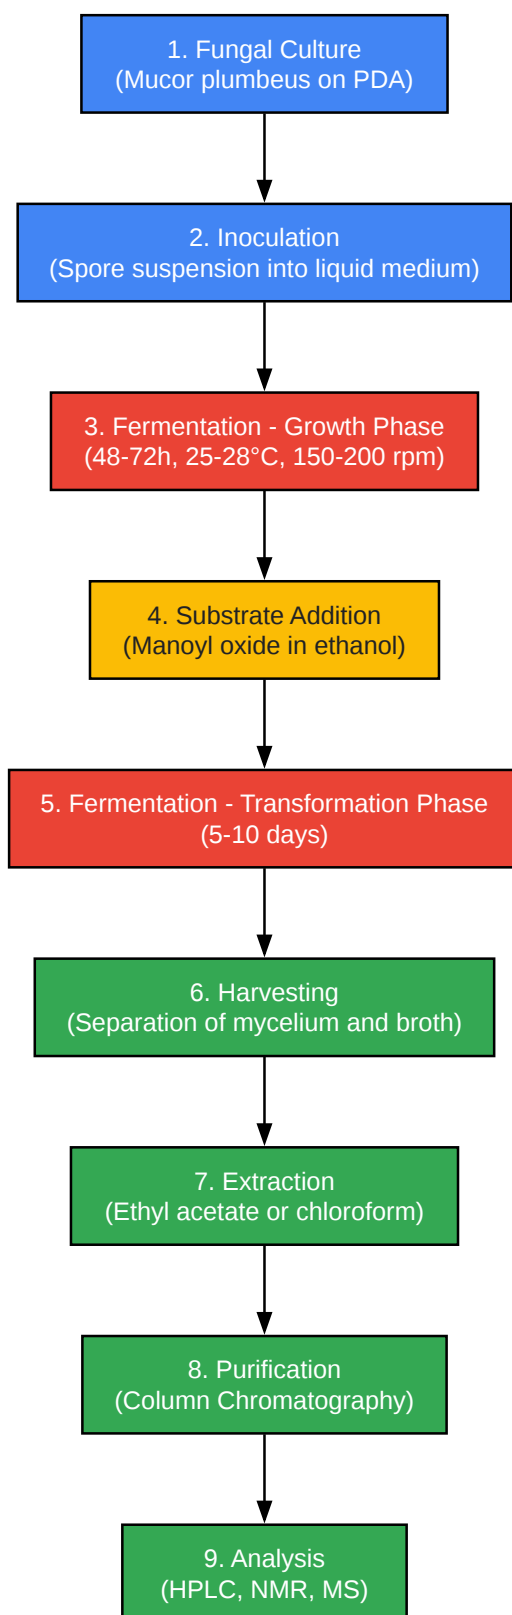 1. Fungal Culture
(Mucor plumbeus on PDA)
2. Inoculation
(Spore suspension into liquid medium)
3. Fermentation - Growth Phase
(48-72h, 25-28°C, 150-200 rpm)
4. Substrate Addition
(Manoyl oxide in ethanol)
5. Fermentation - Transformation Phase
(5-10 days)
6. Harvesting
(Separation of mycelium and broth)
7. Extraction
(Ethyl acetate or chloroform)
8. Purification
(Column Chromatography)
9. Analysis
(HPLC, NMR, MS)